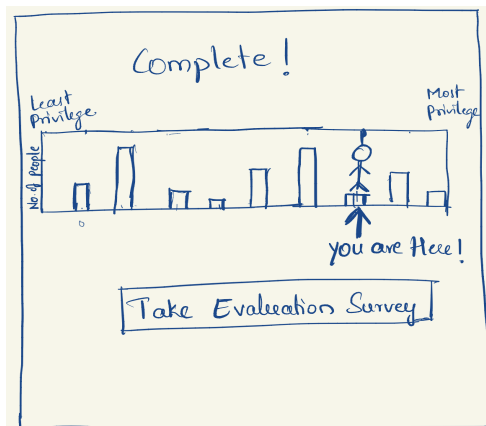 Complete!
Least
Privilege
Most
Privilege
No. of people
you are Here!
Take Evaluation Survey